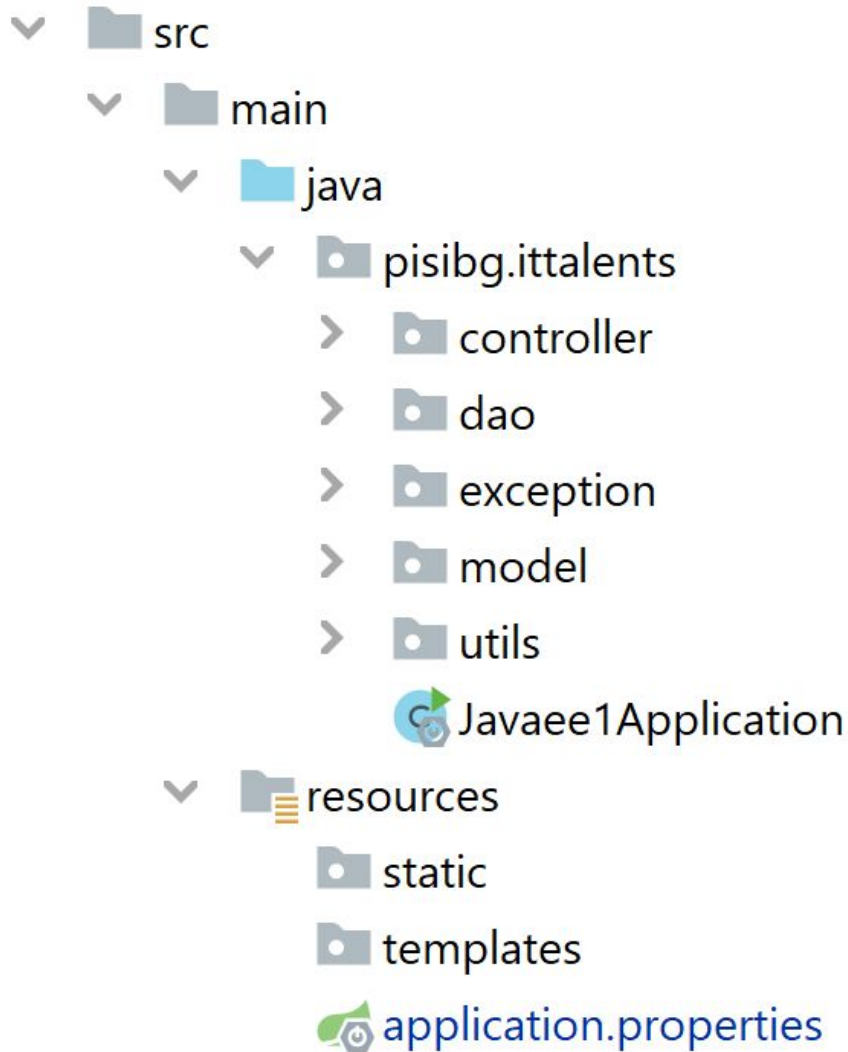 src
main
java
pisibg.ittalents
controller
dao
exception
model
utils
Javaee1Application
resources
static
templates
application.properties